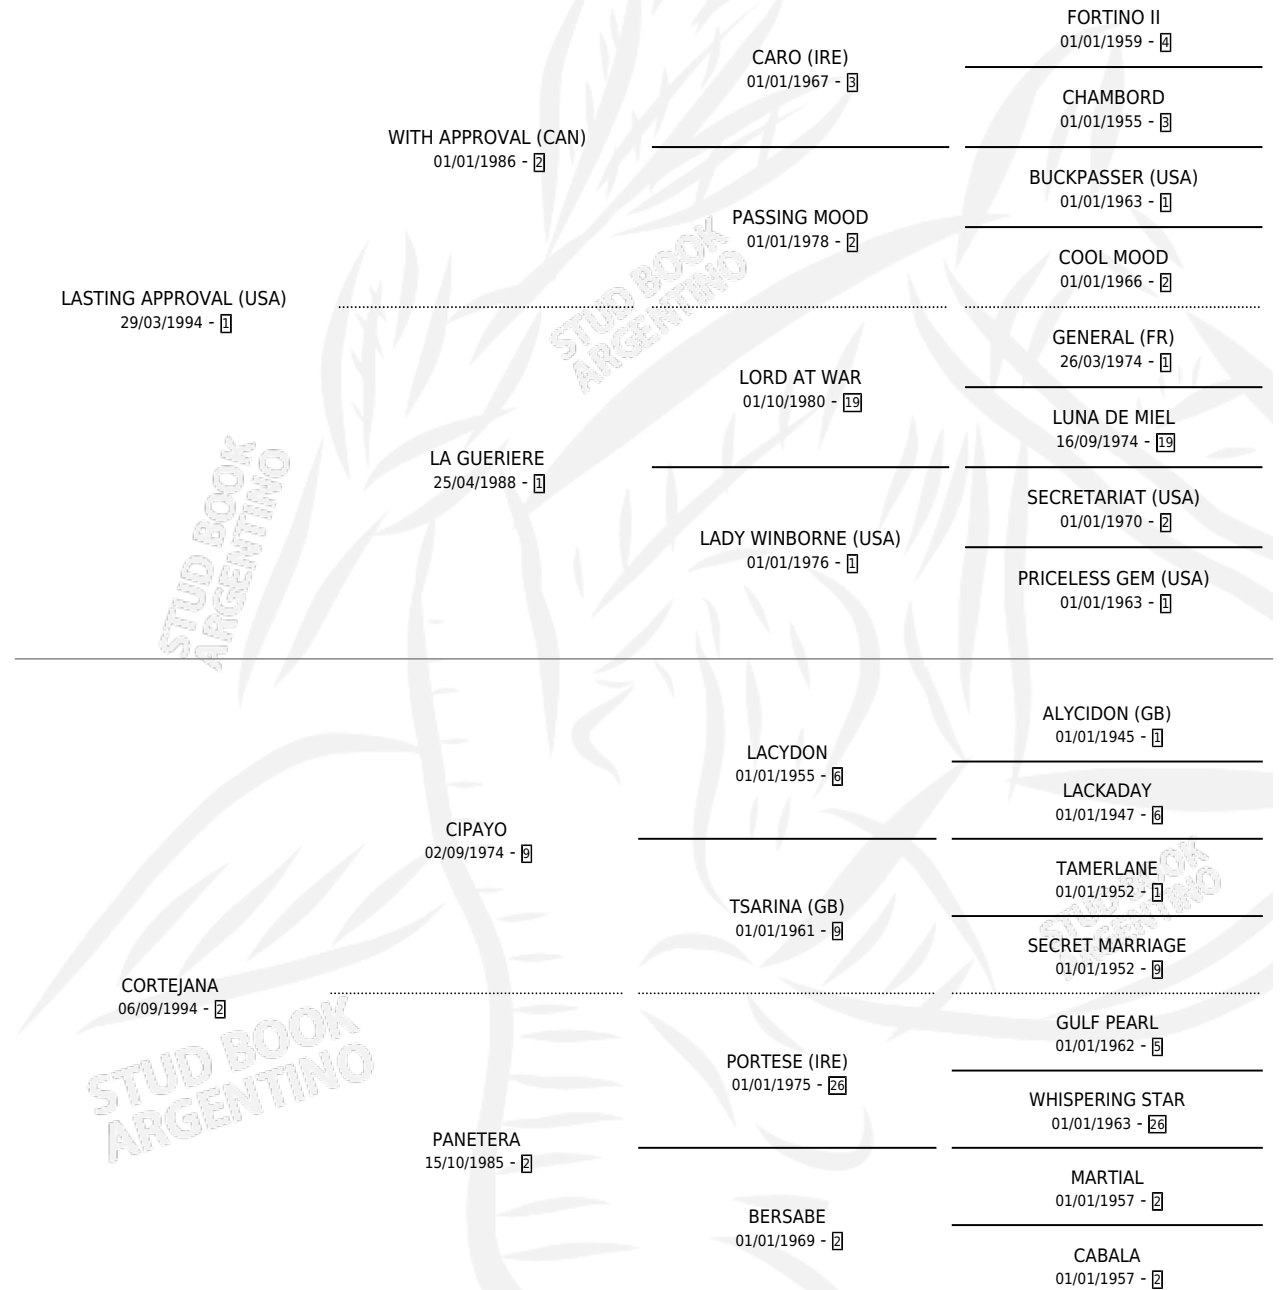 FORTINO II
01/01/1959 - 4
CARO (IRE)
01/01/1967 - 3
CHAMBORD
01/01/1955 - 3
WITH APPROVAL (CAN)
01/01/1986 - 2
BUCKPASSER (USA)
01/01/1963 - 1
PASSING MOOD
01/01/1978 - 2
COOL MOOD
01/01/1966 - 2
LASTING APPROVAL (USA)
29/03/1994 - 1
GENERAL (FR)
26/03/1974 - 1
LORD AT WAR
01/10/1980 - 19
LUNA DE MIEL
16/09/1974 - 19
LA GUERIERE
25/04/1988 - 1
SECRETARIAT (USA)
01/01/1970 - 2
LADY WINBORNE (USA)
01/01/1976 - 1
PRICELESS GEM (USA)
01/01/1963 - 1
STUD BOOK
ARGENTINO
STUD BOOK
ARGENTINO
ALYCIDON (GB)
01/01/1945 - 1
LACYDON
01/01/1955 - 6
LACKADAY
01/01/1947 - 6
CIPAYO
02/09/1974 - 9
TAMERLANE
01/01/1952 - 1
TSARINA (GB)
01/01/1961 - 9
SECRET MARRIAGE
01/01/1952 - 9
CORTEJANA
06/09/1994 - 2
GULF PEARL
01/01/1962 - 5
PORTESE (IRE)
01/01/1975 - 26
WHISPERING STAR
01/01/1963 - 26
PANETERA
15/10/1985 - 2
MARTIAL
01/01/1957 - 2
BERSABE
01/01/1969 - 2
CABALA
01/01/1957 - 2
STUD BOOK
ARGENTINO
STUD BOOK
ARGENTINO